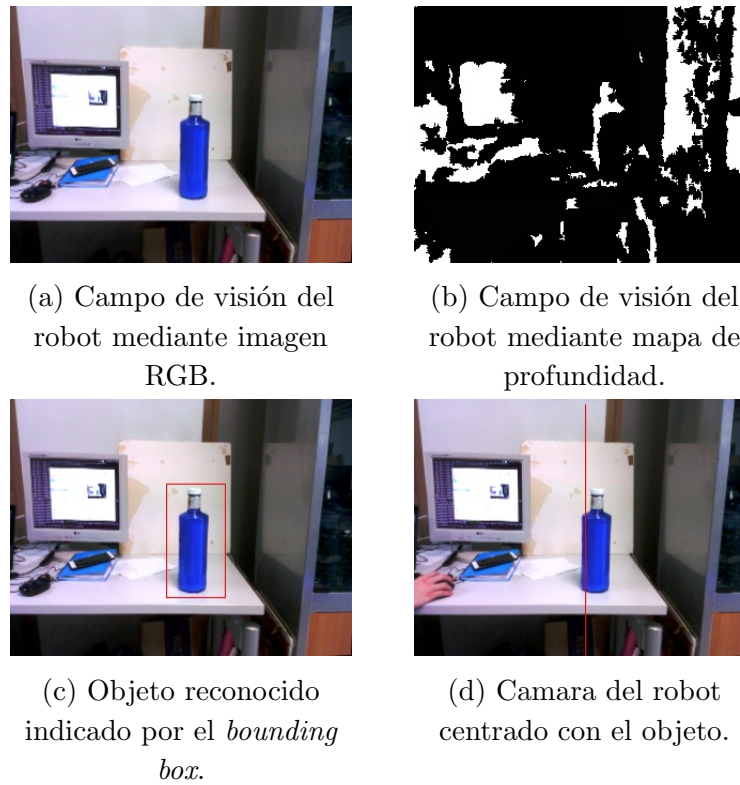 (a) Campo de visión del
robot mediante imagen
RGB.
(b) Campo de visión del
robot mediante mapa de
profundidad.
(c) Objeto reconocido
indicado por el bounding
box.
(d) Camara del robot
centrado con el objeto.